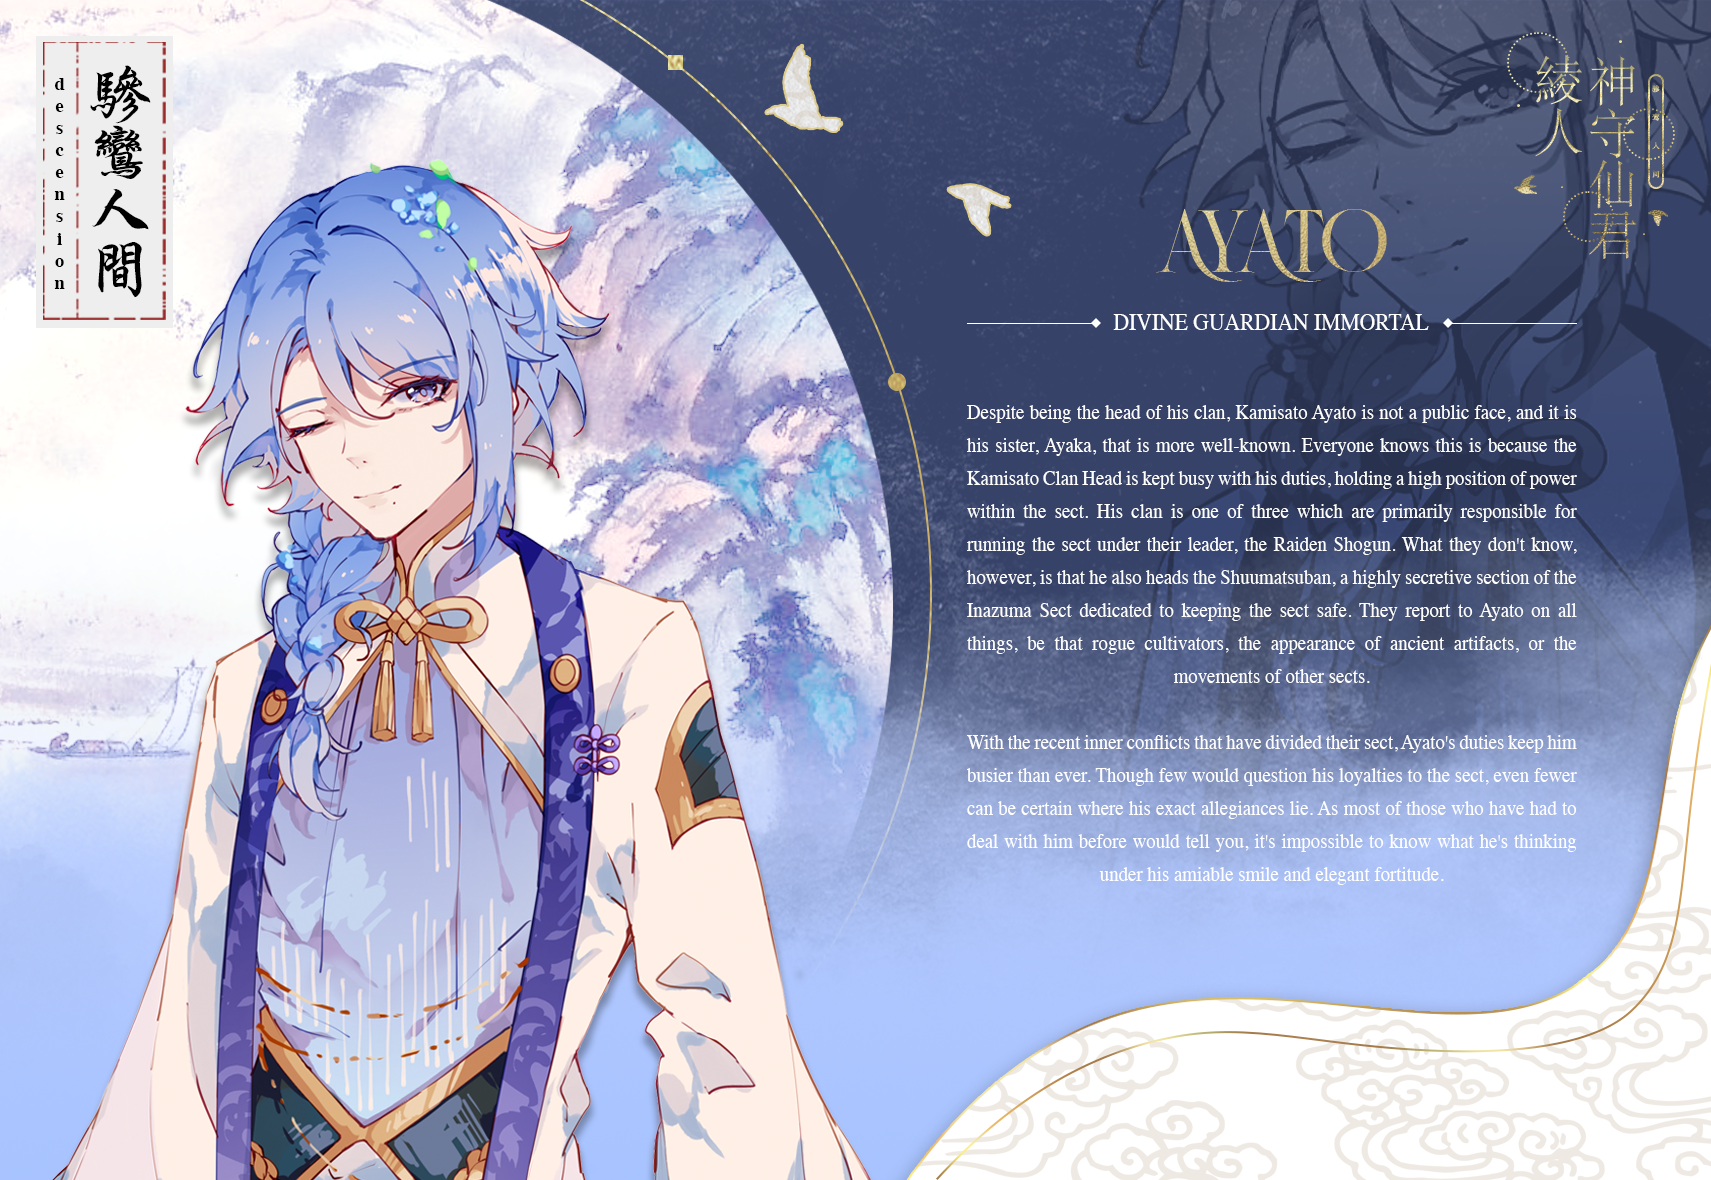 驂鸞人間
descension
神守仙君
綾人
AYATO
DIVINE GUARDIAN IMMORTAL
Despite being the head of his clan, Kamisato Ayato is not a public face, and it is
his sister, Ayaka, that is more well-known. Everyone knows this is because the
Kamisato Clan Head is kept busy with his duties, holding a high position of power
within the sect. His clan is one of three which are primarily responsible for
running the sect under their leader, the Raiden Shogun. What they don't know,
however, is that he also heads the Shuumatsuban, a highly secretive section of the
Inazuma Sect dedicated to keeping the sect safe. They report to Ayato on all
things, be that rogue cultivators, the appearance of ancient artifacts, or the
movements of other sects.
With the recent inner conflicts that have divided their sect, Ayato's duties keep him
busier than ever. Though few would question his loyalties to the sect, even fewer
can be certain where his exact allegiances lie. As most of those who have had to
deal with him before would tell you, it's impossible to know what he's thinking
under his amiable smile and elegant fortitude.